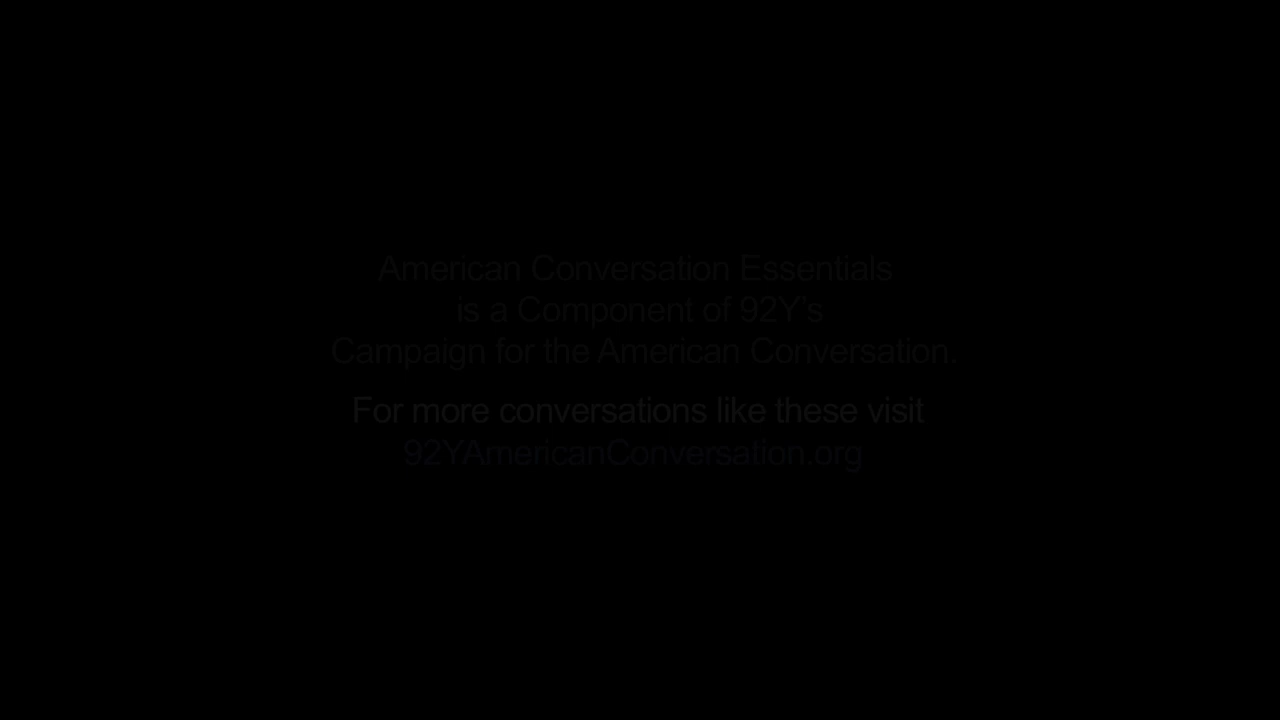 American Conversation Essentials
is a Component of 92Y's
Campaign for the American Conversation.
For more conversations like these visit
92YAmericanConversation.org